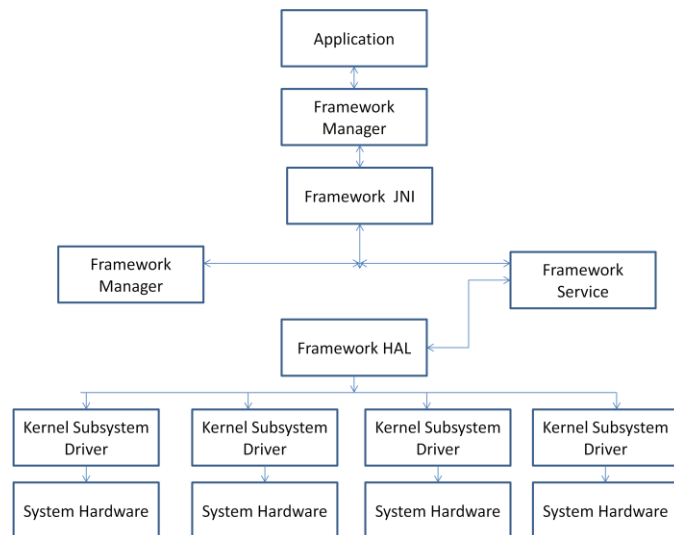 Application
Framework
Manager
Framework JNI
Framework
Manager
Framework
Service
Framework HAL
Kernel Subsystem
Driver
Kernel Subsystem
Driver
Kernel Subsystem
Driver
Kernel Subsystem
Driver
System Hardware
System Hardware
System Hardware
System Hardware